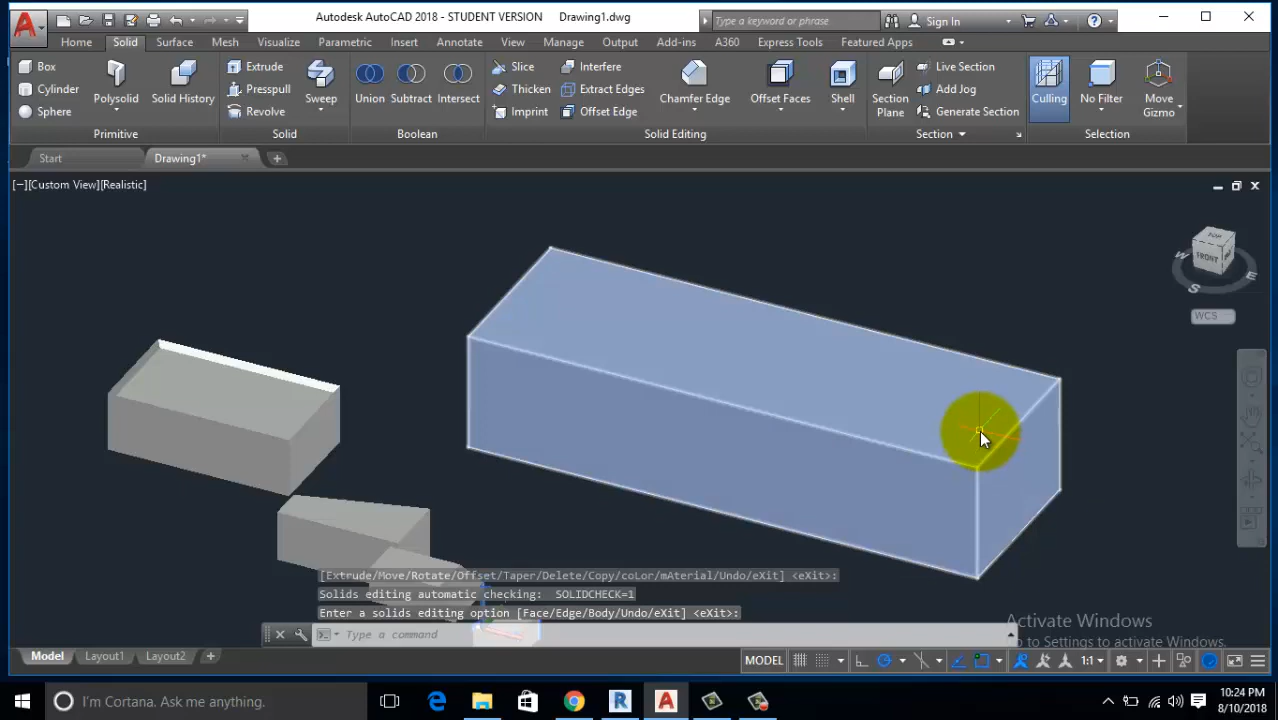 Autodesk AutoCAD 2018 - STUDENT VERSION Drawing1.dwg
Type a keyword or phrase
Sign In
Home Solid Surface Mesh Visualize Parametric Insert Annotate View Manage Output Add-ins A360 Express Tools Featured Apps
Box
Cylinder
Sphere
Polysolid
Solid History
Primitive
Extrude
Presspull
Revolve
Sweep
Solid
Union
Subtract
Intersect
Boolean
Slice
Thicken
Imprint
Interfere
Extract Edges
Offset Edge
Chamfer Edge
Offset Faces
Shell
Solid Editing
Section
Plane
Live Section
Add Jog
Generate Section
Section
Culling
No Filter
Move
Gizmo
Selection
Start
Drawing1*
[−][Custom View][Realistic]
TOP
FRONT
W
E
S
WCS
[Extrude/Move/Rotate/Offset/Taper/Delete/Copy/coLor/mAterial/Undo/eXit] <eXit>:
Solids editing automatic checking: SOLIDCHECK=1
Enter a solids editing option [Face/Edge/Body/Undo/eXit] <eXit>:
Type a command
Activate Windows
o to Settings to activate Windows.
Model Layout1 Layout2
MODEL
1:1
I'm Cortana. Ask me anything.
10:24 PM
8/10/2018